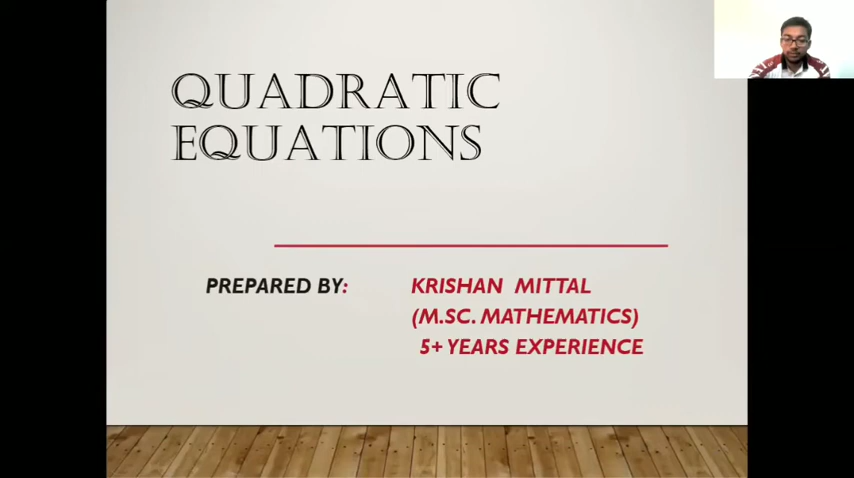 QUADRATIC
EQUATIONS
PREPARED BY: KRISHAN MITTAL
(M.SC. MATHEMATICS)
5+ YEARS EXPERIENCE